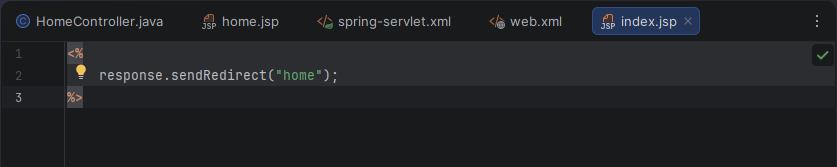 HomeController.java home.jsp spring-servlet.xml web.xml index.jsp
1 <%
2 response.sendRedirect("home");
3 %>